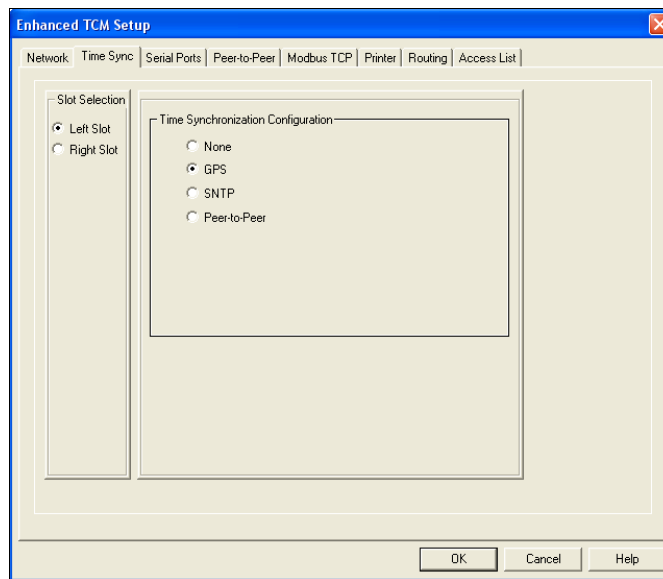 Enhanced TCM Setup
Network Time Sync Serial Ports Peer-to-Peer Modbus TCP Printer Routing Access List
Slot Selection
Left Slot
Right Slot
Time Synchronization Configuration
None
GPS
SNTP
Peer-to-Peer
OK Cancel Help